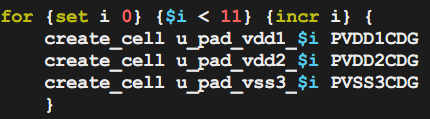 for {set i 0} {$i < 11} {incr i} {
    create_cell u_pad_vdd1_$i PVDD1CDG
    create_cell u_pad_vdd2_$i PVDD2CDG
    create_cell u_pad_vss3_$i PVSS3CDG
    }